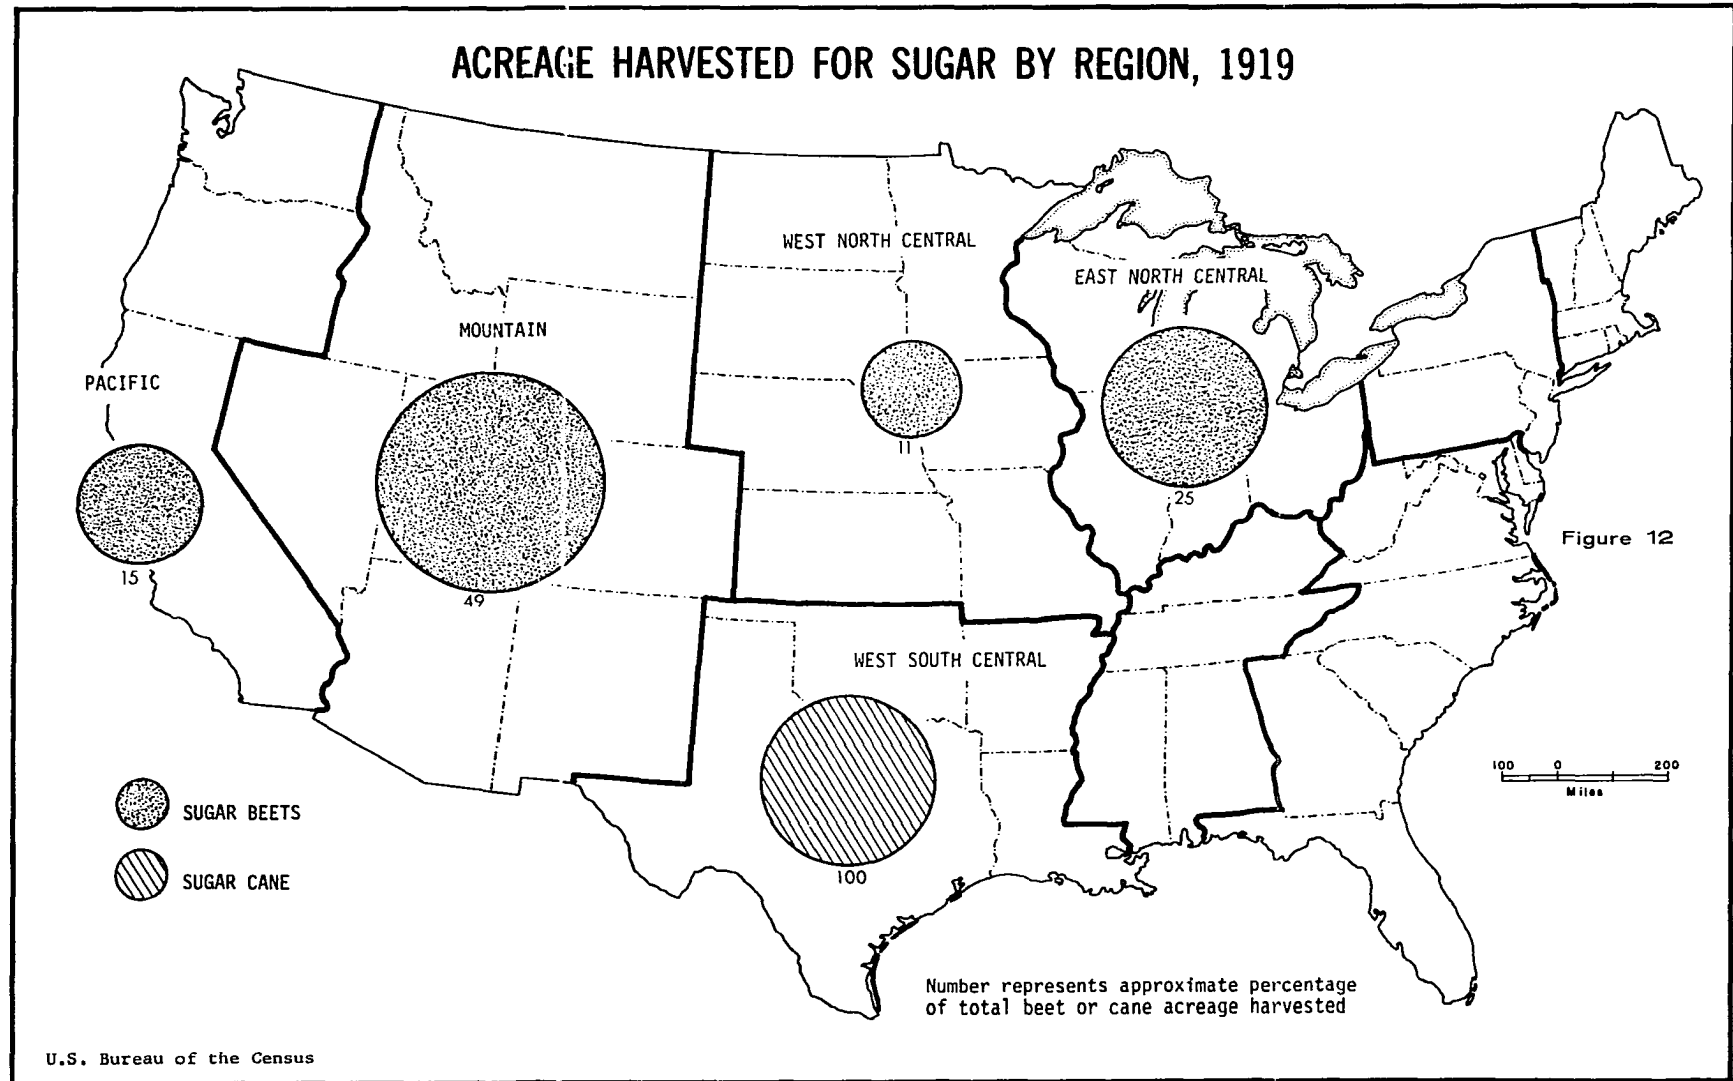 ACREAGE HARVESTED FOR SUGAR BY REGION, 1919
WEST NORTH CENTRAL
EAST NORTH CENTRAL
MOUNTAIN
PACIFIC
11
25
Figure 12
15
49
WEST SOUTH CENTRAL
100 0 200
Miles
SUGAR BEETS
SUGAR CANE
100
Number represents approximate percentage
of total beet or cane acreage harvested
U.S. Bureau of the Census